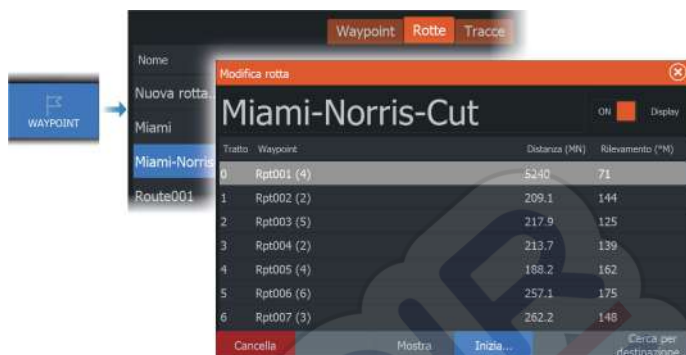 Waypoint Rotte Tracce
Nome
Nuova rotta...
Miami
Miami-Norris
Route001
WAYPOINT
Modifica rotta
Miami-Norris-Cut
ON Display
Tratto Waypoint Distanza (MN) Rilevamento (°M)
0 Rpt001 (4) 5240 71
1 Rpt002 (2) 209.1 144
2 Rpt003 (5) 217.9 125
3 Rpt004 (2) 213.7 139
4 Rpt005 (4) 188.2 162
5 Rpt006 (6) 257.1 175
6 Rpt007 (3) 262.2 148
Cancella Mostra Inizia... Cerca per
destinazione